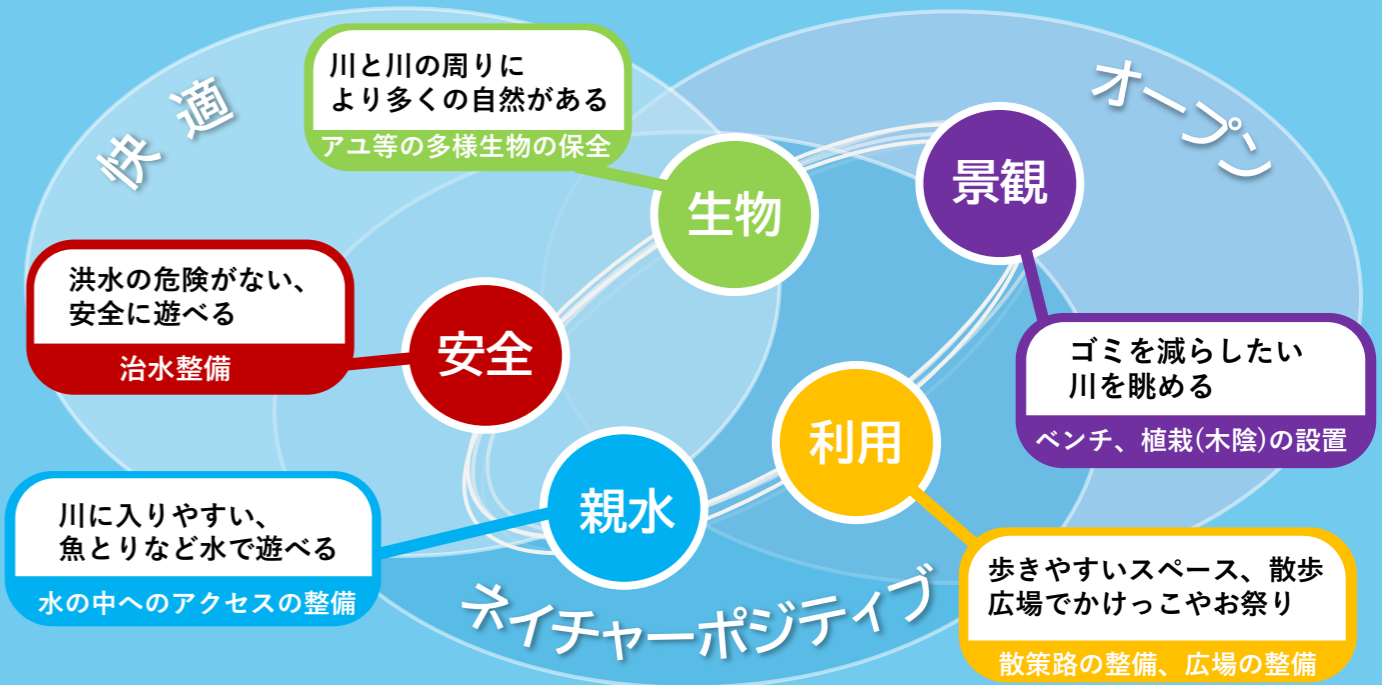 快適
オープン
川と川の周りに
より多くの自然がある
アユ等の多様生物の保全
生物
景観
洪水の危険がない、
安全に遊べる
治水整備
安全
ゴミを減らしたい
川を眺める
ベンチ、植栽(木陰)の設置
利用
親水
川に入りやすい、
魚とりなど水で遊べる
水の中へのアクセスの整備
歩きやすいスペース、散歩
広場でかけっこやお祭り
散策路の整備、広場の整備
ネイチャーポジティブ